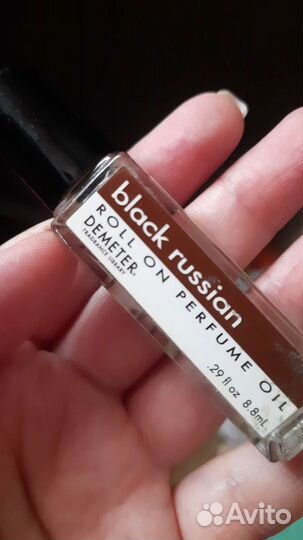 black russian
ROLL ON PERFUME OIL
DEMETER®
FRAGRANCE LIBRARY
.29 fl oz 8.8mL
Avito